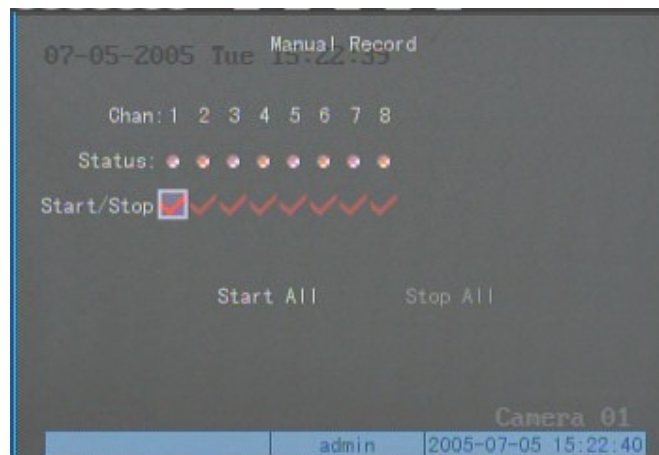 Manual Record
07-05-2005 Tue 15:22:39
Chan: 1 2 3 4 5 6 7 8
Status:
Start/Stop
Start All Stop All
Camera 01
admin 2005-07-05 15:22:40